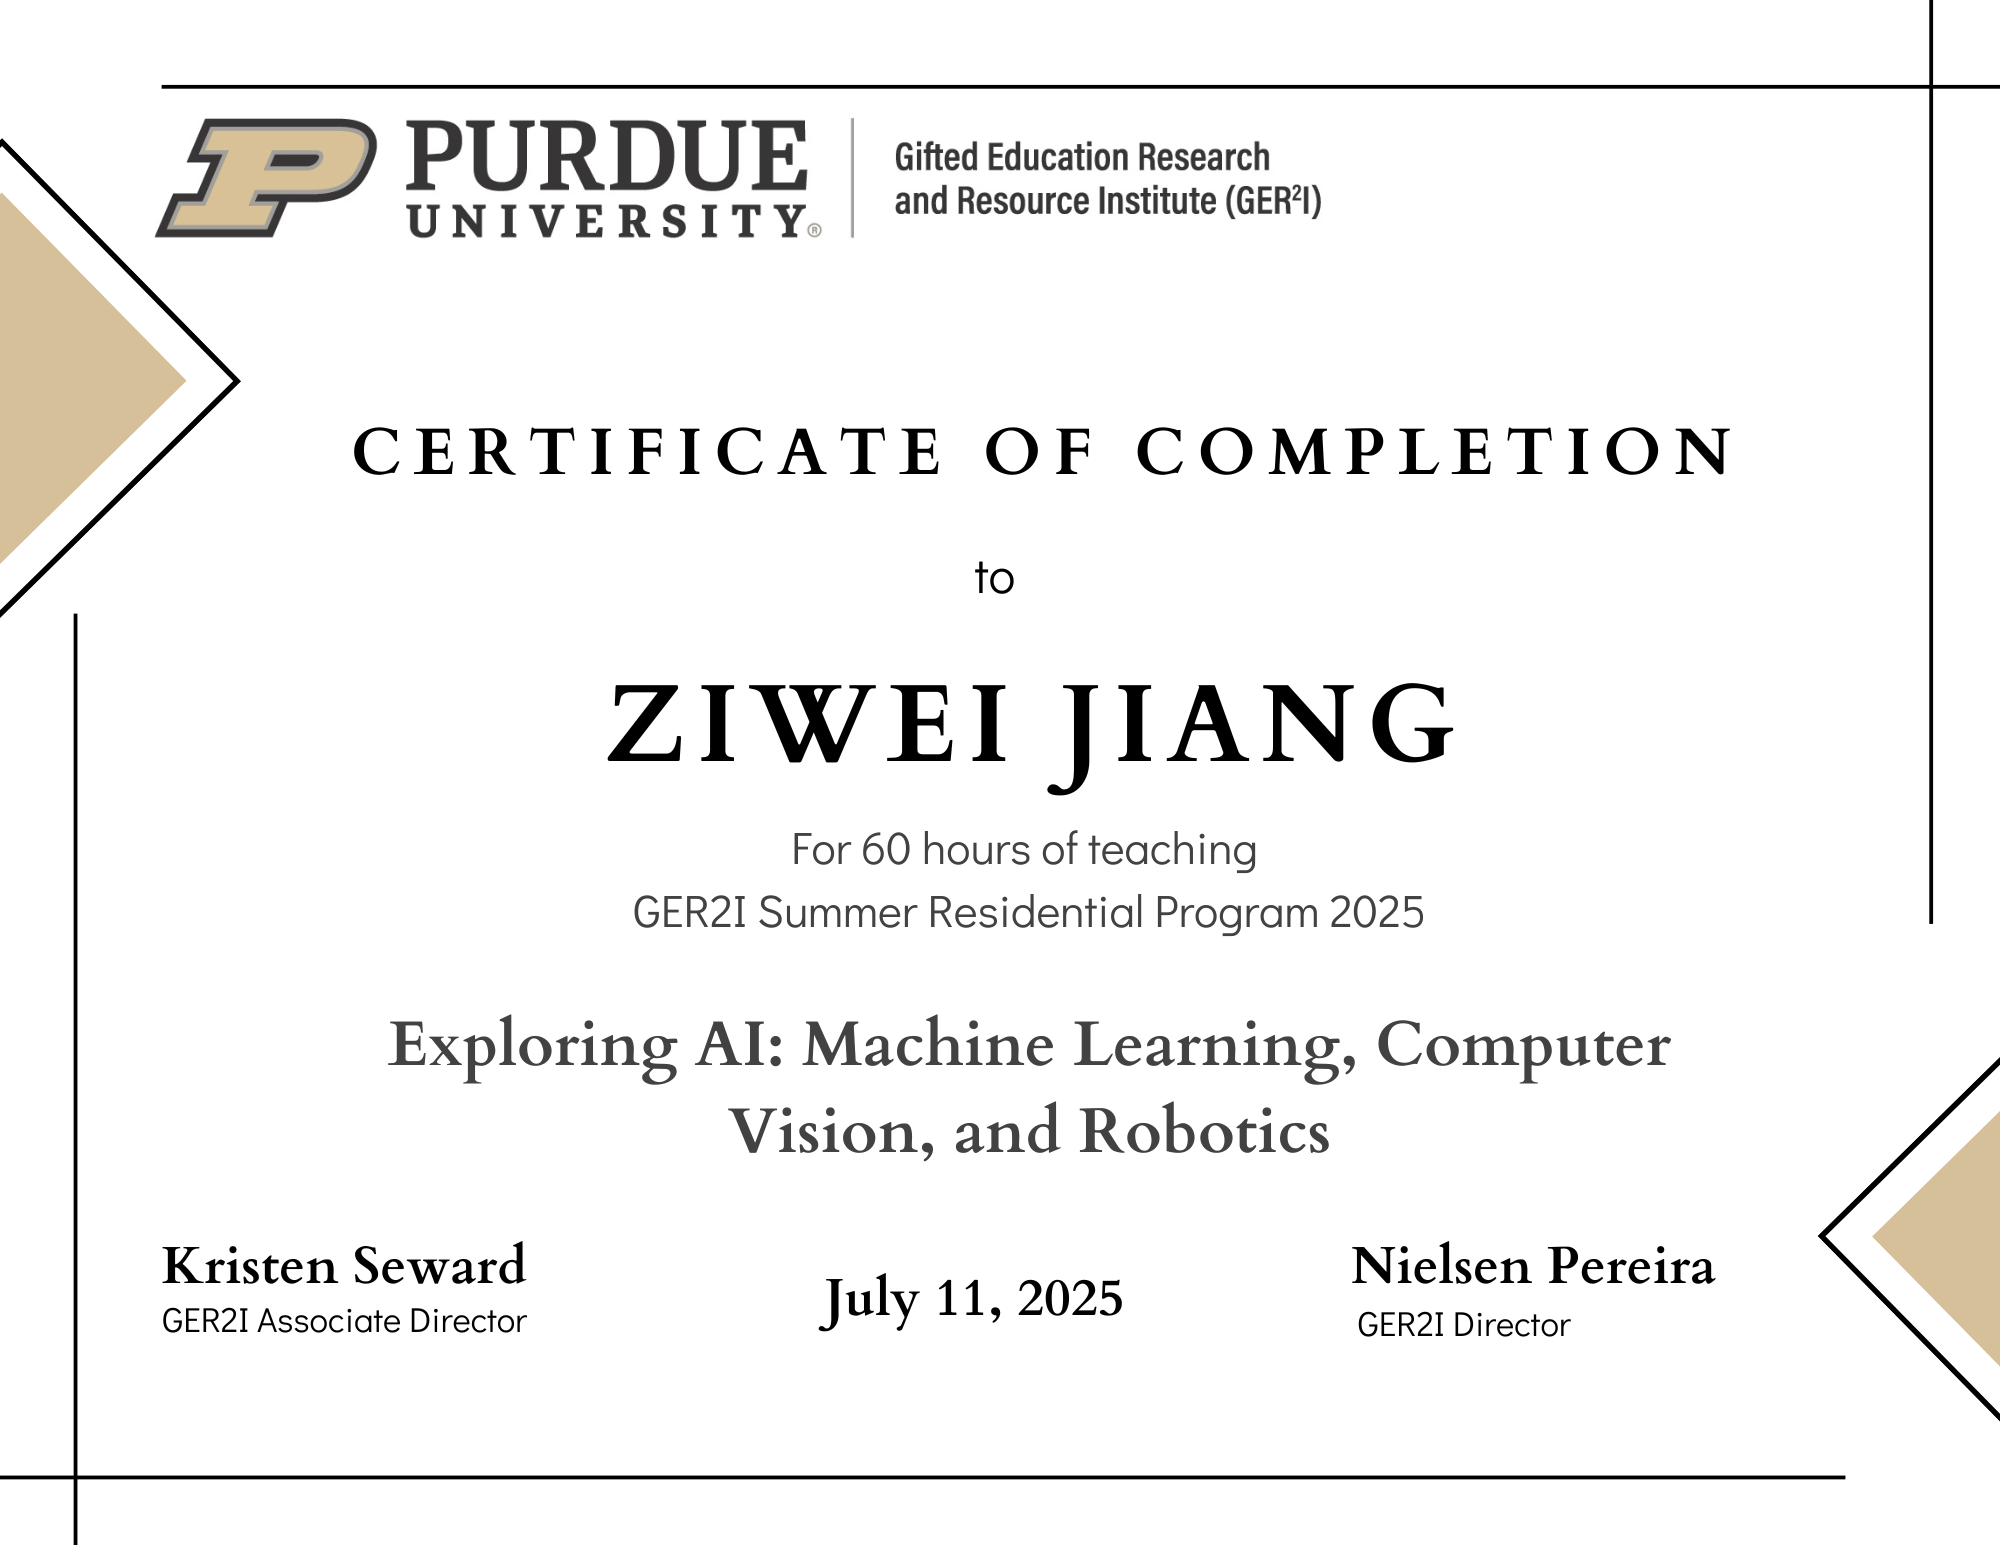 PURDUE
UNIVERSITY®
Gifted Education Research
and Resource Institute (GER²I)
CERTIFICATE OF COMPLETION
to
ZIWEI JIANG
For 60 hours of teaching
GER2I Summer Residential Program 2025
Exploring AI: Machine Learning, Computer
Vision, and Robotics
Kristen Seward
GER2I Associate Director
July 11, 2025
Nielsen Pereira
GER2I Director